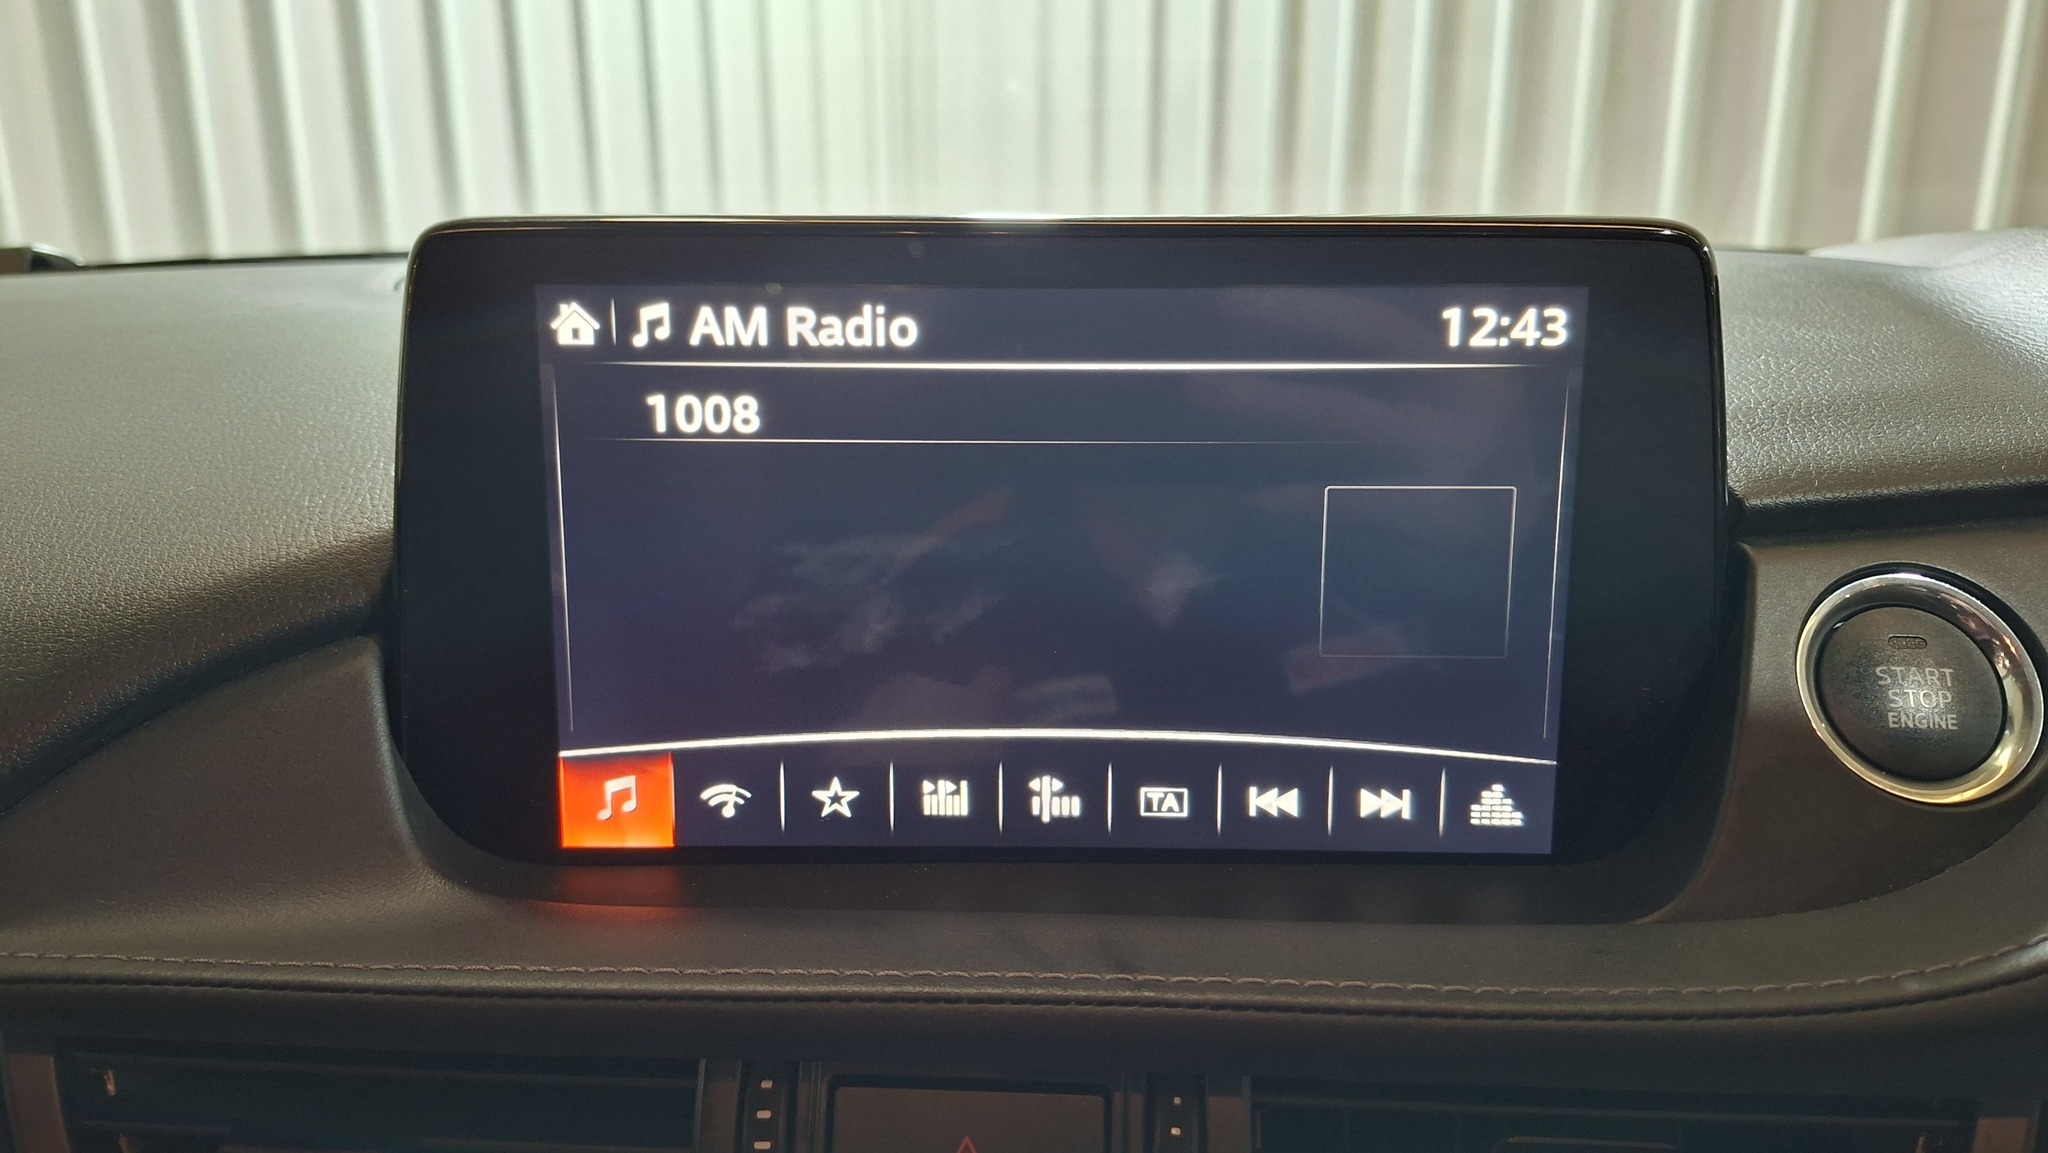 AM Radio
12:43
1008
START
STOP
ENGINE
TA